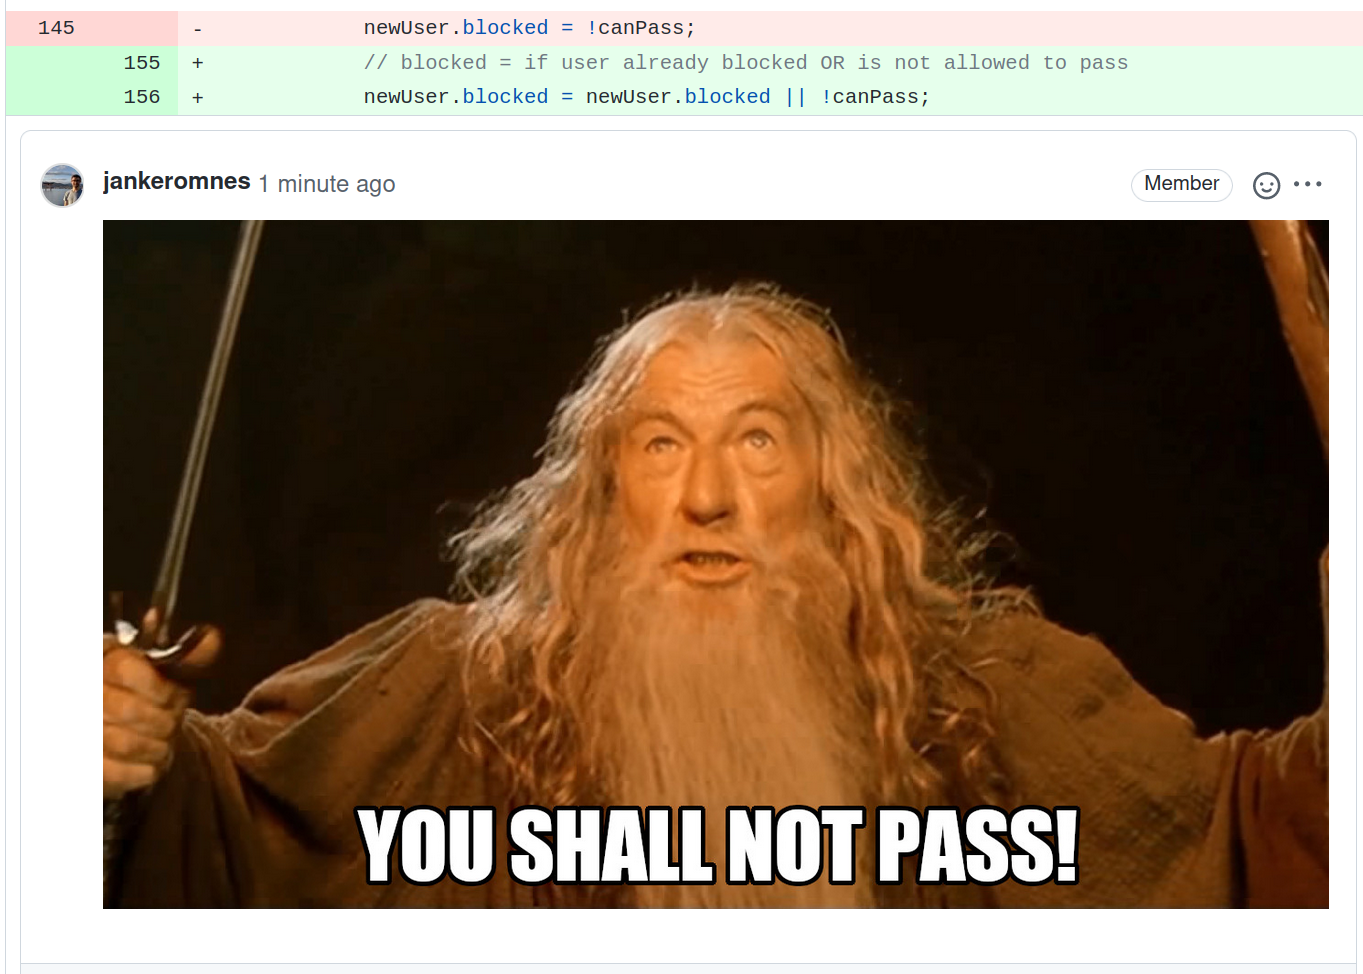 145 - newUser.blocked = !canPass;
155 + // blocked = if user already blocked OR is not allowed to pass
156 + newUser.blocked = newUser.blocked || !canPass;
jankeromnes 1 minute ago Member
YOU SHALL NOT PASS!